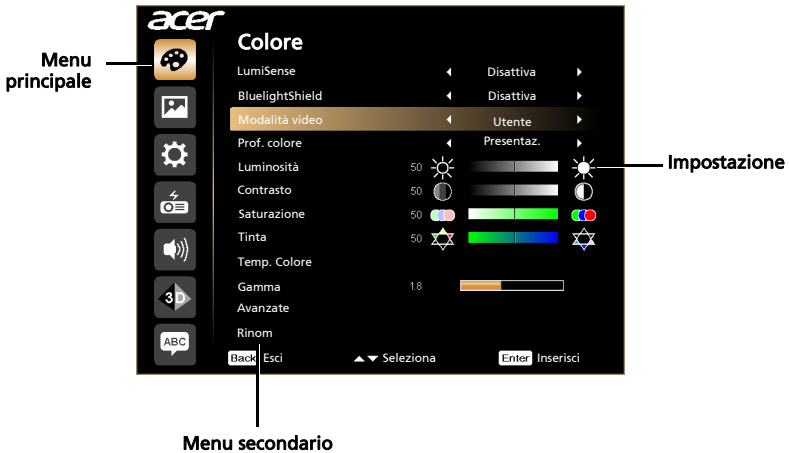 acer
Colore
Menu
principale
LumiSense Disattiva
BluelightShield Disattiva
Modalità video Utente
Prof. colore Presentaz.
Luminosità 50
Impostazione
Contrasto 50
Saturazione 50
Tinta 50
Temp. Colore
Gamma 1.8
3D
Avanzate
Rinom
ABC
Back Esci Seleziona Enter Inserisci
Menu secondario